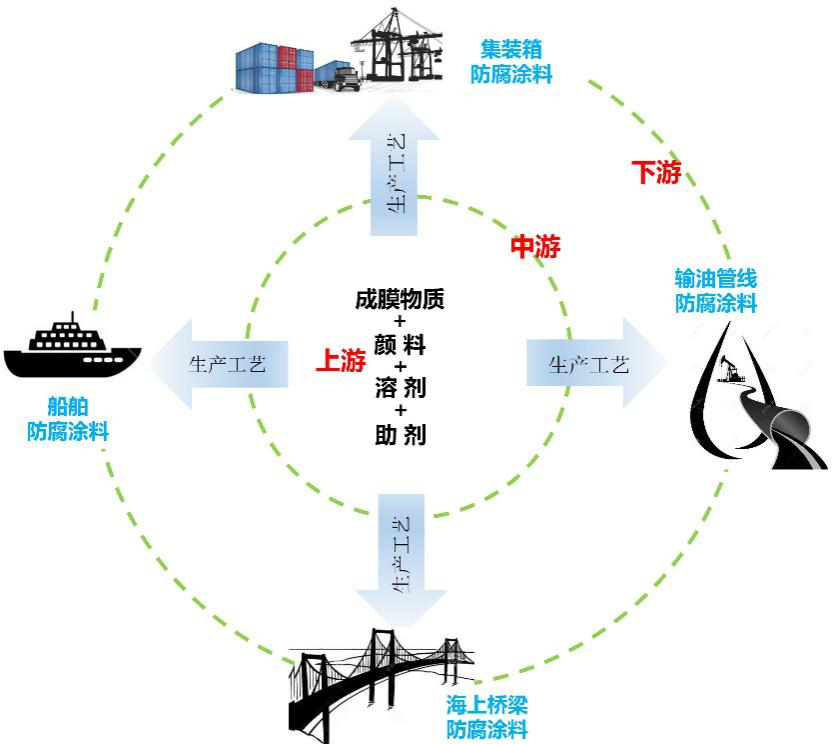 集装箱
防腐涂料
生产工艺
下游
中游
输油管线
防腐涂料
成膜物质
+
颜 料
+
溶 剂
+
助 剂
上游
生产工艺
生产工艺
船舶
防腐涂料
生产工艺
海上桥梁
防腐涂料